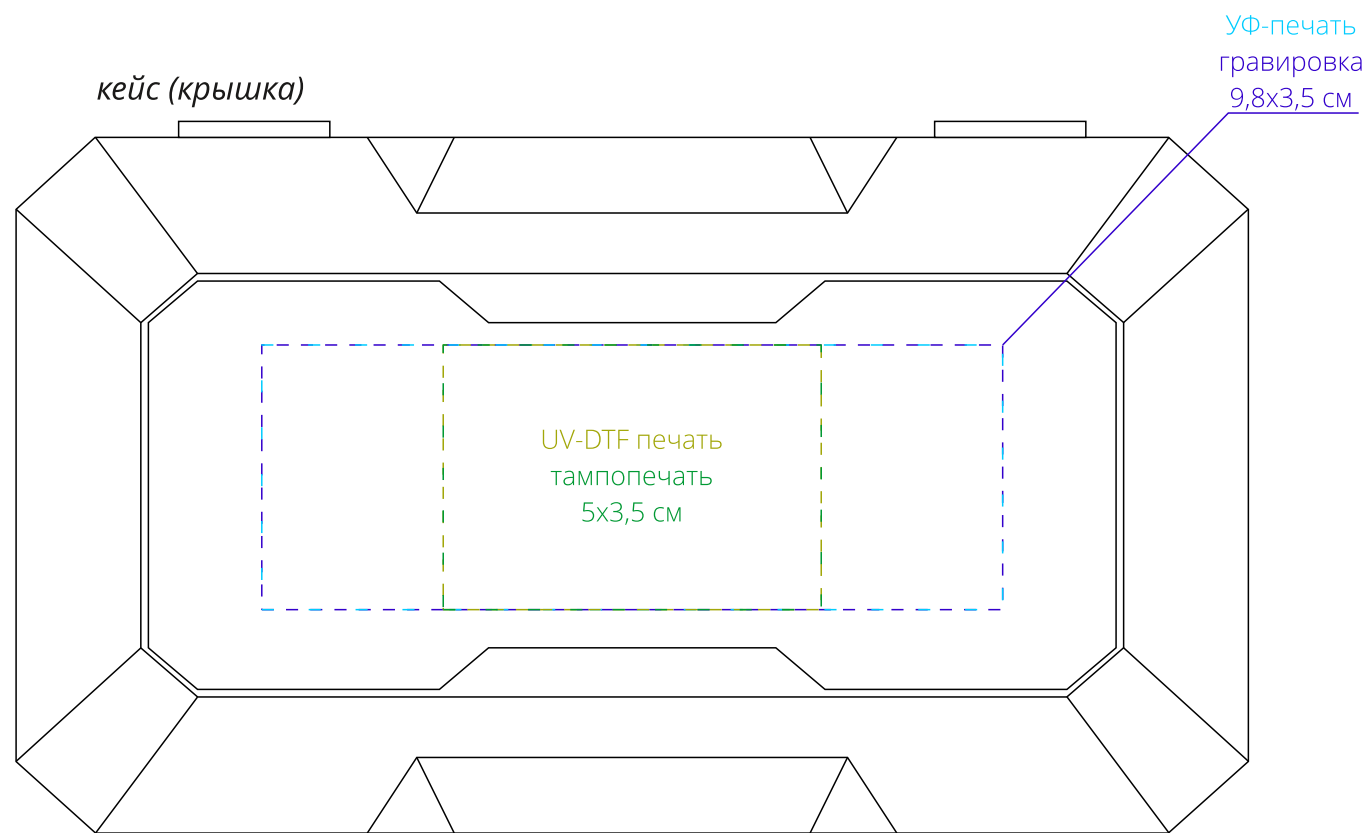 УФ-печать
гравировка
9,8х3,5 см
кейс (крышка)
UV-DTF печать
тампопечать
5х3,5 см